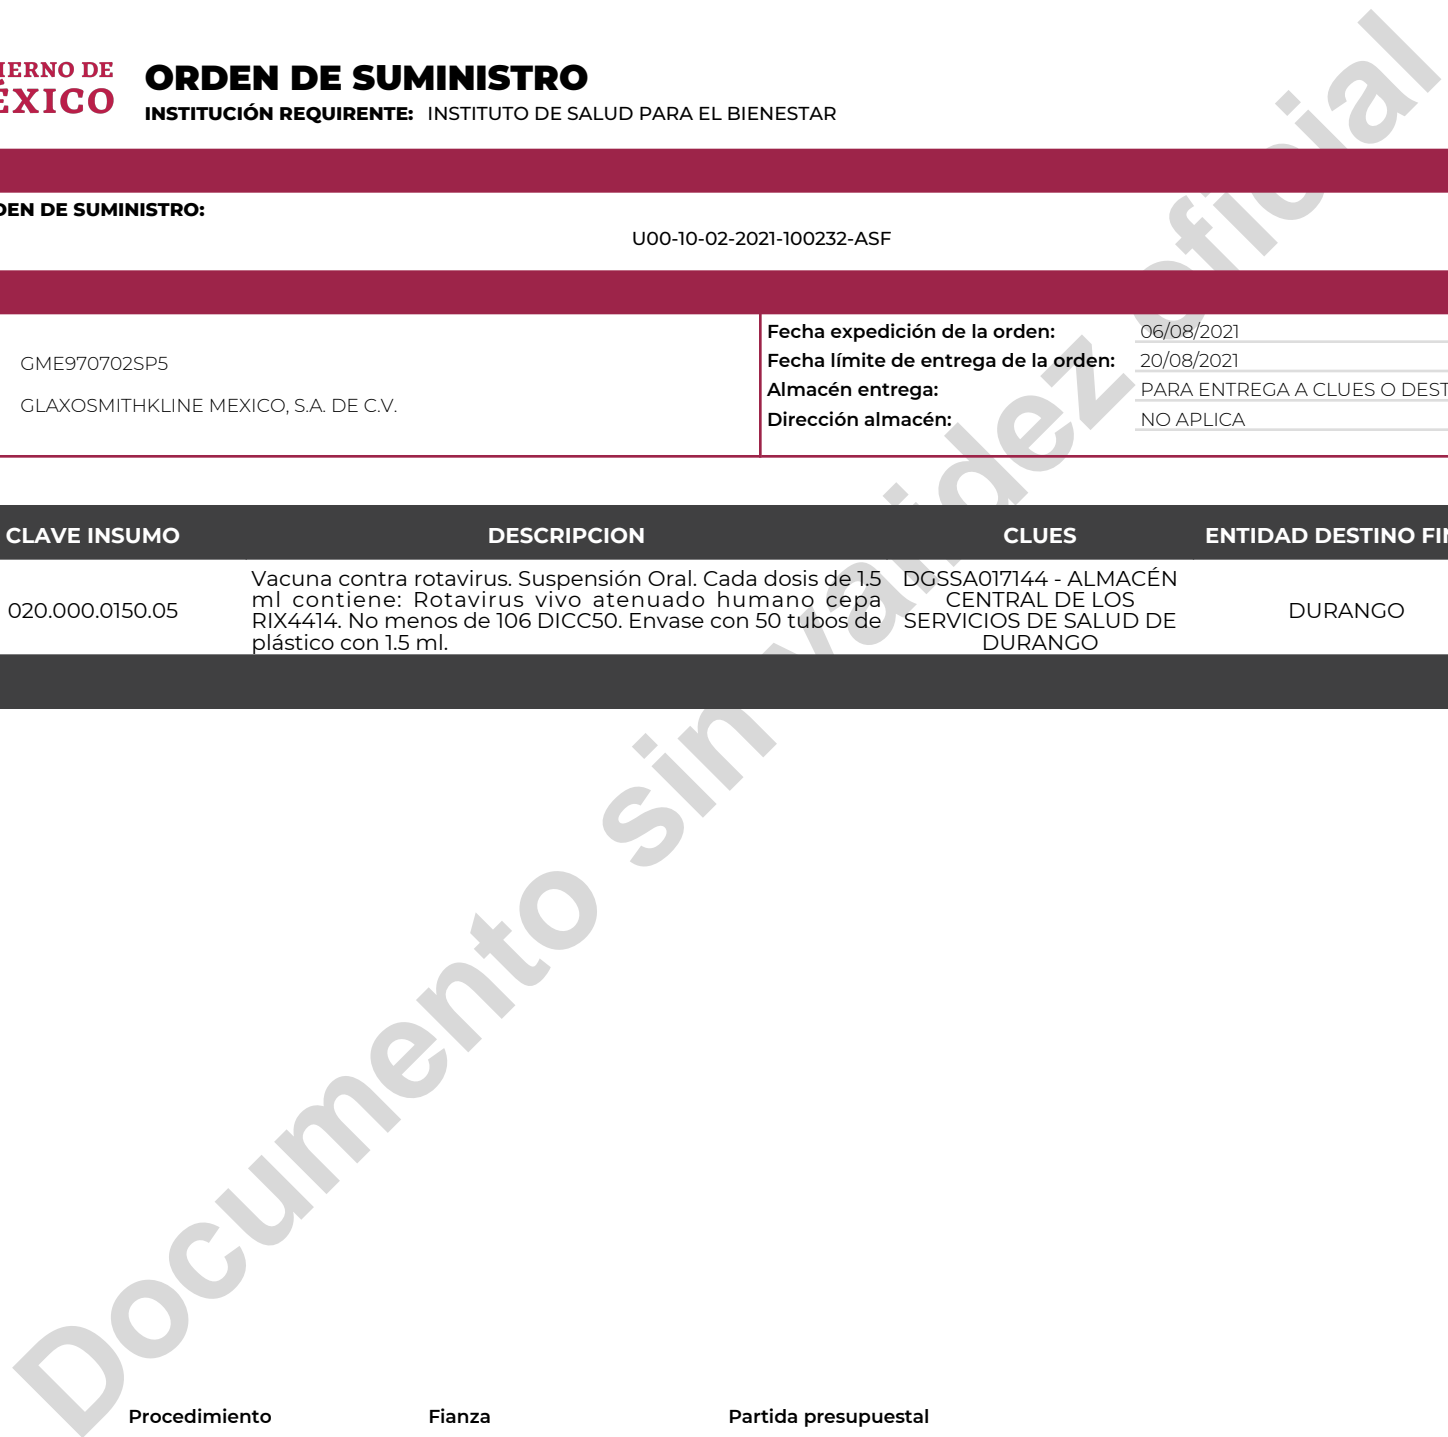 IERNO DE
ÉXICO
ORDEN DE SUMINISTRO
INSTITUCIÓN REQUIRENTE: INSTITUTO DE SALUD PARA EL BIENESTAR
DEN DE SUMINISTRO:
U00-10-02-2021-100232-ASF
GME970702SP5
GLAXOSMITHKLINE MEXICO, S.A. DE C.V.
Fecha expedición de la orden: 06/08/2021
Fecha límite de entrega de la orden: 20/08/2021
Almacén entrega: PARA ENTREGA A CLUES O DEST
Dirección almacén: NO APLICA
CLAVE INSUMO DESCRIPCION CLUES ENTIDAD DESTINO FIN
020.000.0150.05
Vacuna contra rotavirus. Suspensión Oral. Cada dosis de 1.5
ml contiene: Rotavirus vivo atenuado humano cepa
RIX4414. No menos de 106 DICC50. Envase con 50 tubos de
plástico con 1.5 ml.
DGSSA017144 - ALMACÉN
CENTRAL DE LOS
SERVICIOS DE SALUD DE
DURANGO
DURANGO
Documento sin validez oficial
Procedimiento Fianza Partida presupuestal